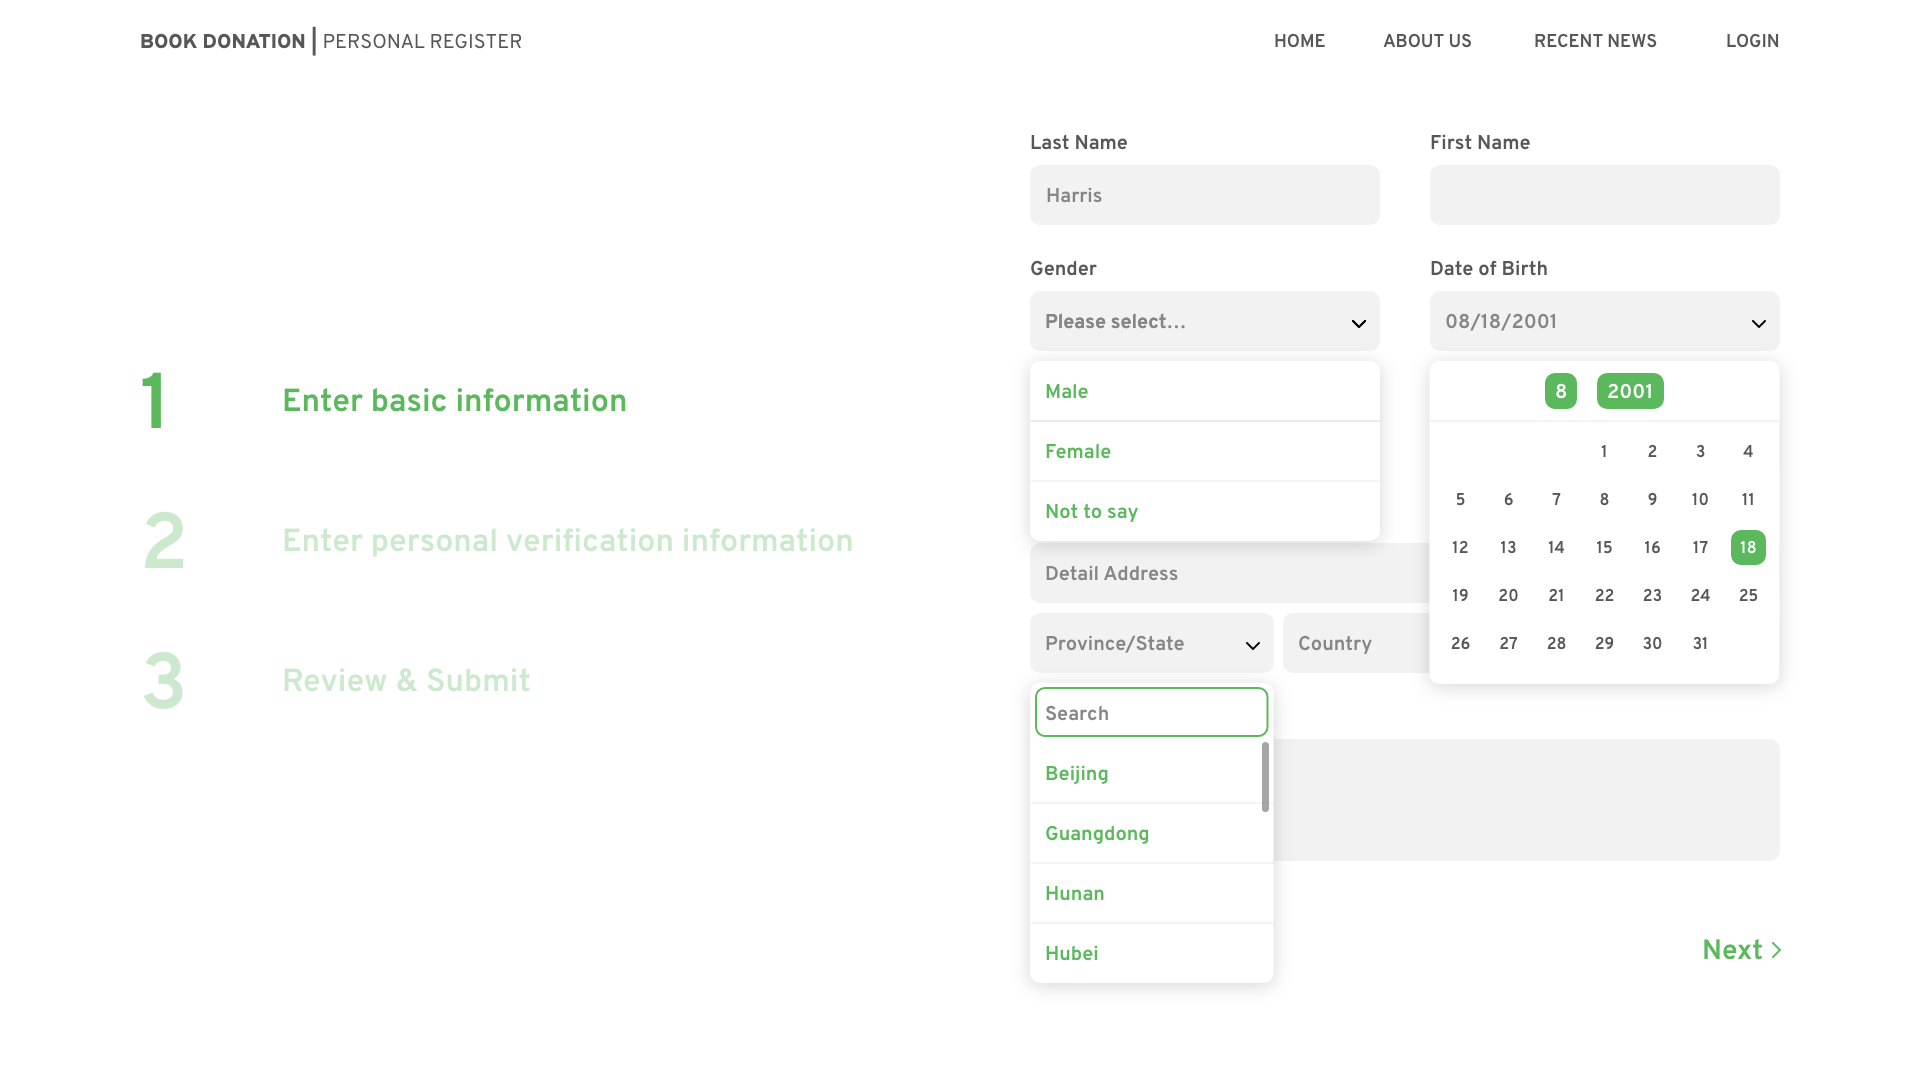 BOOK DONATION | PERSONAL REGISTER
HOME ABOUT US RECENT NEWS LOGIN
1 Enter basic information
2 Enter personal verification information
3 Review & Submit
Last Name First Name
Harris
Gender Date of Birth
Please select... 08/18/2001
Male
Female
Not to say
8 2001
1 2 3 4
5 6 7 8 9 10 11
12 13 14 15 16 17 18
19 20 21 22 23 24 25
26 27 28 29 30 31
Detail Address
Province/State Country
Search
Beijing
Guangdong
Hunan
Hubei
Next >